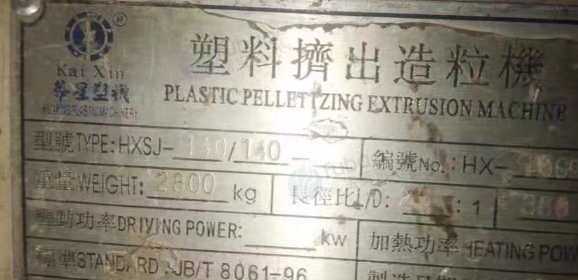 Kai Xin
塑料擠出造粒機
PLASTIC PELLETIZING EXTRUSION MACHINE
型號TYPE: HXSJ-140/140 編號No.: HX-
重量WEIGHT: 2800 kg 長徑比L/D: :1
驅動功率DRIVING POWER: kw 加熱功率HEATING POW
標準STANDARD: JB/T 8061-96